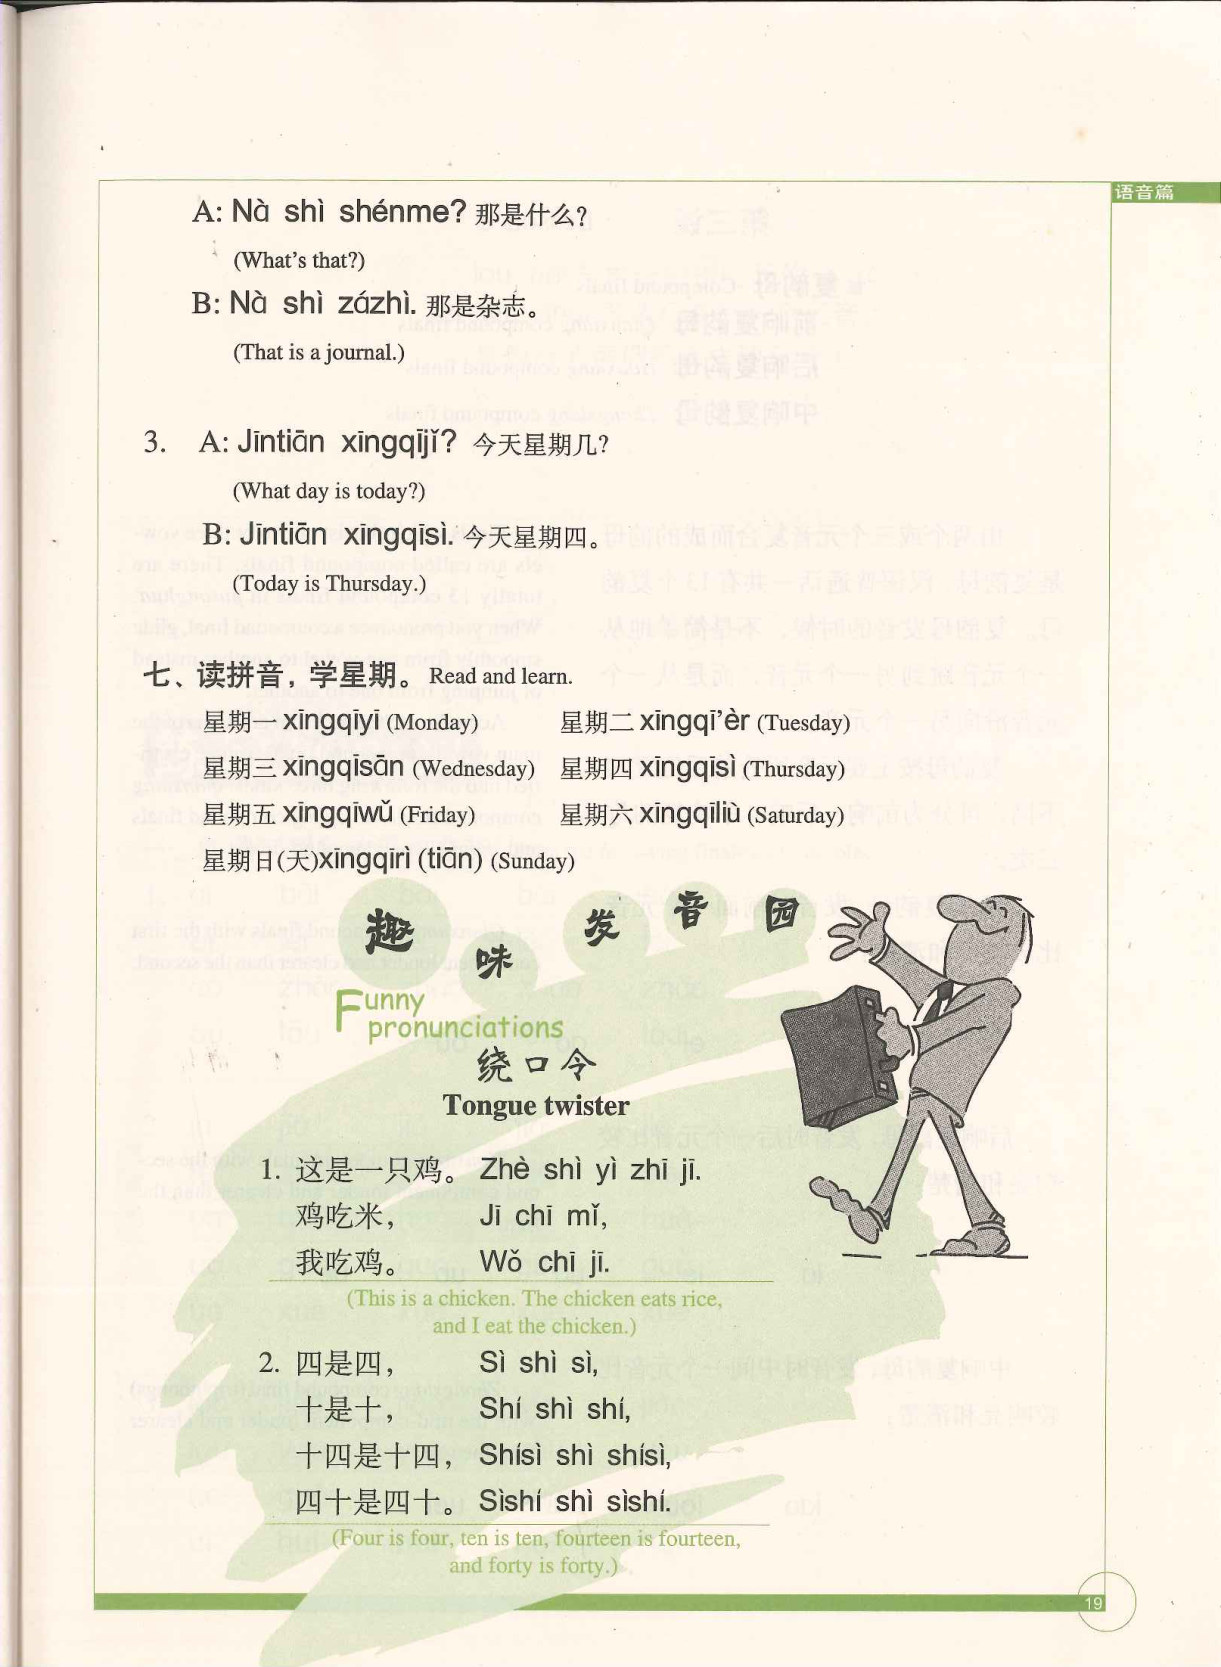 语音篇
A: Nà shì shénme? 那是什么?
(What's that?)
B: Nà shì zázhì. 那是杂志。
(That is a journal.)
3. A: Jīntiān xīngqījǐ? 今天星期几?
(What day is today?)
B: Jīntiān xīngqīsì. 今天星期四。
(Today is Thursday.)
七、读拼音，学星期。 Read and learn.
星期一 xīngqīyī (Monday) 星期二 xīngqī'èr (Tuesday)
星期三 xīngqīsān (Wednesday) 星期四 xīngqīsì (Thursday)
星期五 xīngqīwǔ (Friday) 星期六 xīngqīliù (Saturday)
星期日(天)xīngqīrì (tiān) (Sunday)
趣味发音园
Funny
pronunciations
绕口令
Tongue twister
1. 这是一只鸡。 Zhè shì yì zhī jī.
鸡吃米， Jī chī mǐ,
我吃鸡。 Wǒ chī jī.
(This is a chicken. The chicken eats rice,
and I eat the chicken.)
2. 四是四， Sì shì sì,
十是十， Shí shì shí,
十四是十四， Shísì shì shísì,
四十是四十。 Sìshí shì sìshí.
(Four is four, ten is ten, fourteen is fourteen,
and forty is forty.)
19